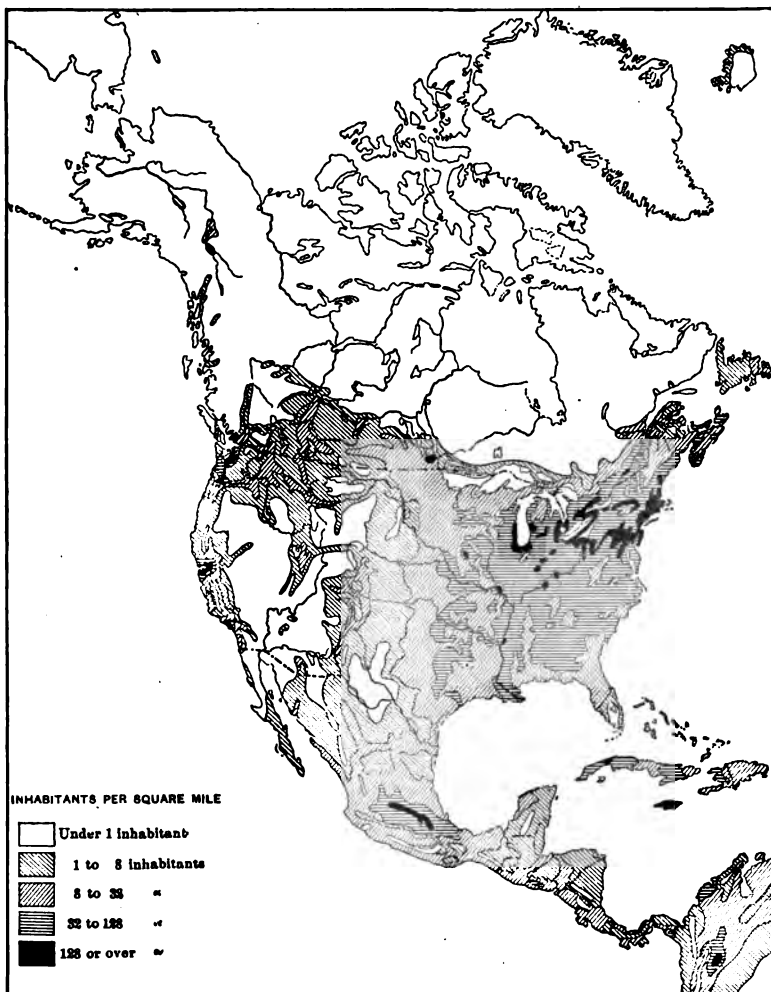 INHABITANTS PER SQUARE MILE
Under 1 inhabitant
1 to 8 inhabitants
8 to 32 "
32 to 128 "
128 or over "